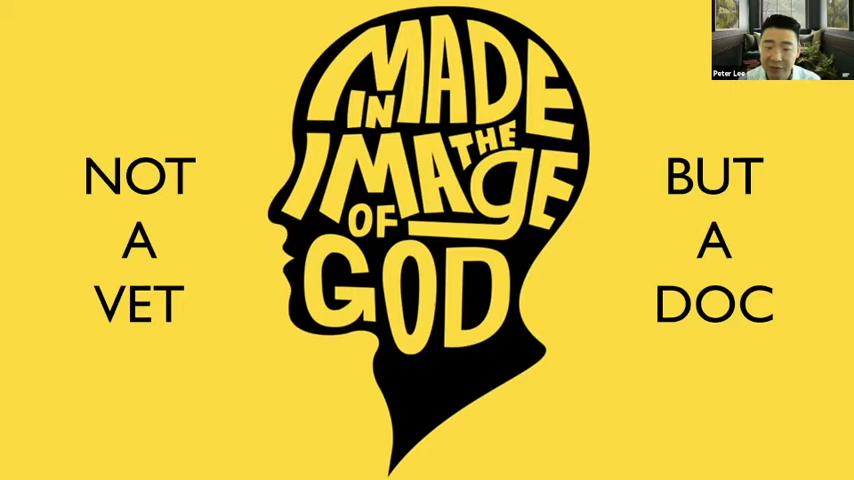 NOT
A
VET
MADE
IN
THE
IMAGE
OF
GOD
BUT
A
DOC
Peter Lee